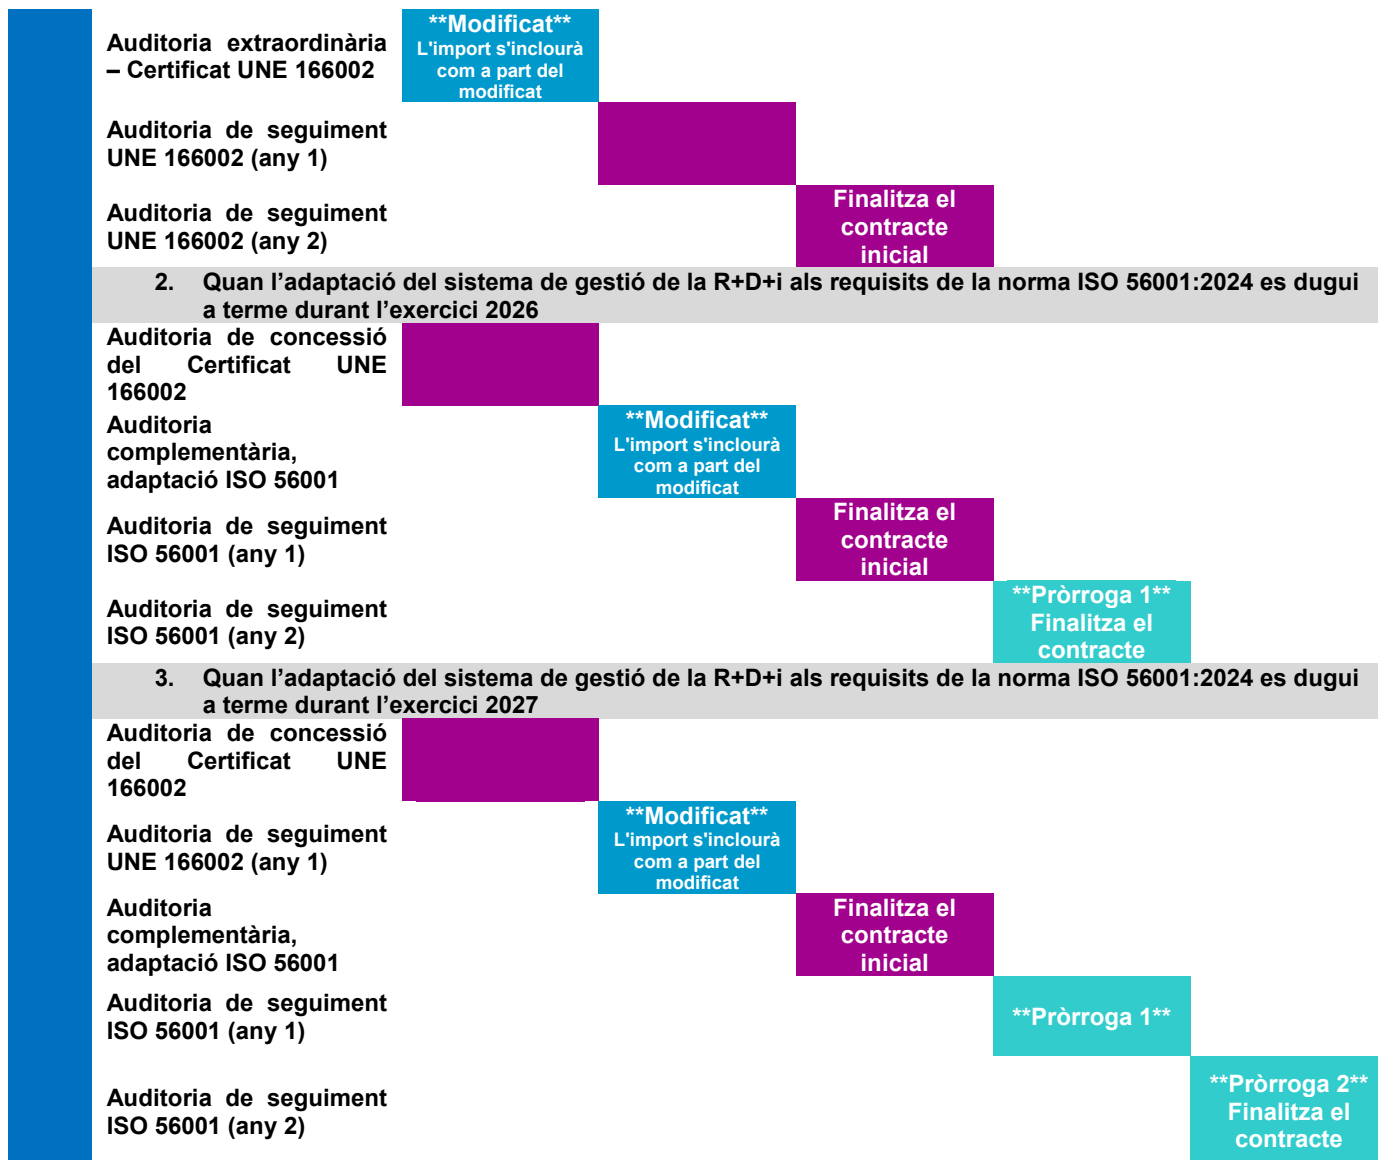 Auditoria extraordinària
– Certificat UNE 166002
**Modificat**
L'import s'inclourà
com a part del
modificat
Auditoria de seguiment
UNE 166002 (any 1)
Auditoria de seguiment
UNE 166002 (any 2)
Finalitza el
contracte
inicial
2. Quan l’adaptació del sistema de gestió de la R+D+i als requisits de la norma ISO 56001:2024 es dugui
a terme durant l’exercici 2026
Auditoria de concessió
del Certificat UNE
166002
Auditoria
complementària,
adaptació ISO 56001
**Modificat**
L'import s'inclourà
com a part del
modificat
Auditoria de seguiment
ISO 56001 (any 1)
Finalitza el
contracte
inicial
Auditoria de seguiment
ISO 56001 (any 2)
**Pròrroga 1**
Finalitza el
contracte
3. Quan l’adaptació del sistema de gestió de la R+D+i als requisits de la norma ISO 56001:2024 es dugui
a terme durant l’exercici 2027
Auditoria de concessió
del Certificat UNE
166002
Auditoria de seguiment
UNE 166002 (any 1)
**Modificat**
L'import s'inclourà
com a part del
modificat
Auditoria
complementària,
adaptació ISO 56001
Finalitza el
contracte
inicial
Auditoria de seguiment
ISO 56001 (any 1)
**Pròrroga 1**
Auditoria de seguiment
ISO 56001 (any 2)
**Pròrroga 2**
Finalitza el
contracte